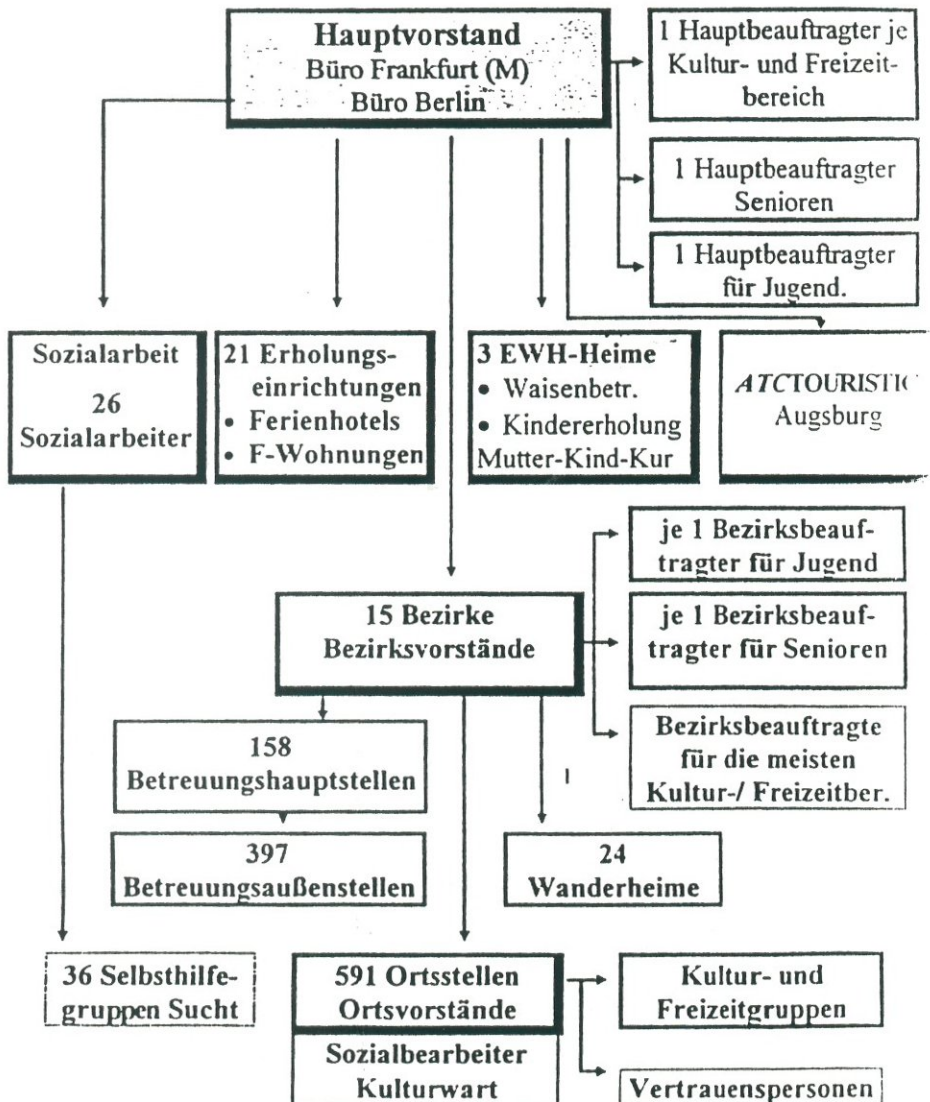 Hauptvorstand
Büro Frankfurt (M)
Büro Berlin
1 Hauptbeauftragter je
Kultur- und Freizeit-
bereich
1 Hauptbeauftragter
Senioren
1 Hauptbeauftragter
für Jugend.
Sozialarbeit
26
Sozialarbeiter
21 Erholungs-
einrichtungen
• Ferienhotels
• F-Wohnungen
3 EWH-Heime
• Waisenbetr.
• Kindererholung
Mutter-Kind-Kur
ATCTOURISTIC
Augsburg
je 1 Bezirksbeauf-
tragter für Jugend
15 Bezirke
Bezirksvorstände
je 1 Bezirksbeauf-
tragter für Senioren
Bezirksbeauftragte
für die meisten
Kultur-/ Freizeitber.
158
Betreuungshauptstellen
397
Betreuungsaußenstellen
24
Wanderheime
36 Selbsthilfe-
gruppen Sucht
591 Ortsstellen
Ortsvorstände
Sozialbearbeiter
Kulturwart
Kultur- und
Freizeitgruppen
Vertrauenspersonen